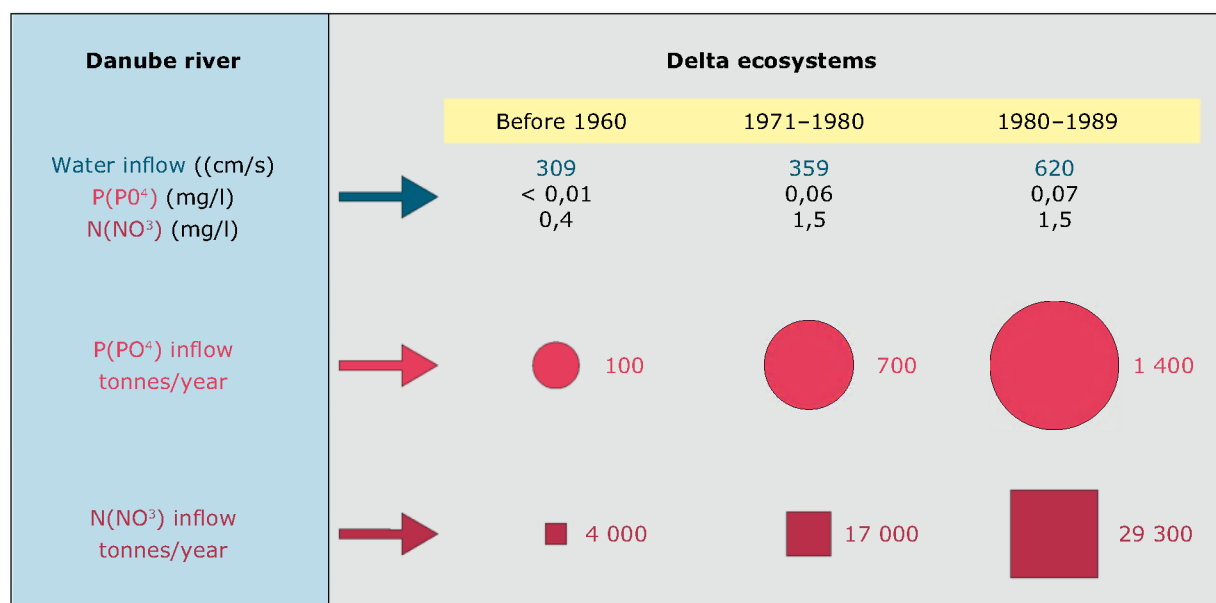 Danube river
Delta ecosystems
Before 1960 1971–1980 1980–1989
Water inflow ((cm/s) 309 359 620
P(P0⁴) (mg/l) < 0,01 0,06 0,07
N(NO³) (mg/l) 0,4 1,5 1,5
P(PO⁴) inflow
tonnes/year
100 700 1 400
N(NO³) inflow
tonnes/year
4 000 17 000 29 300